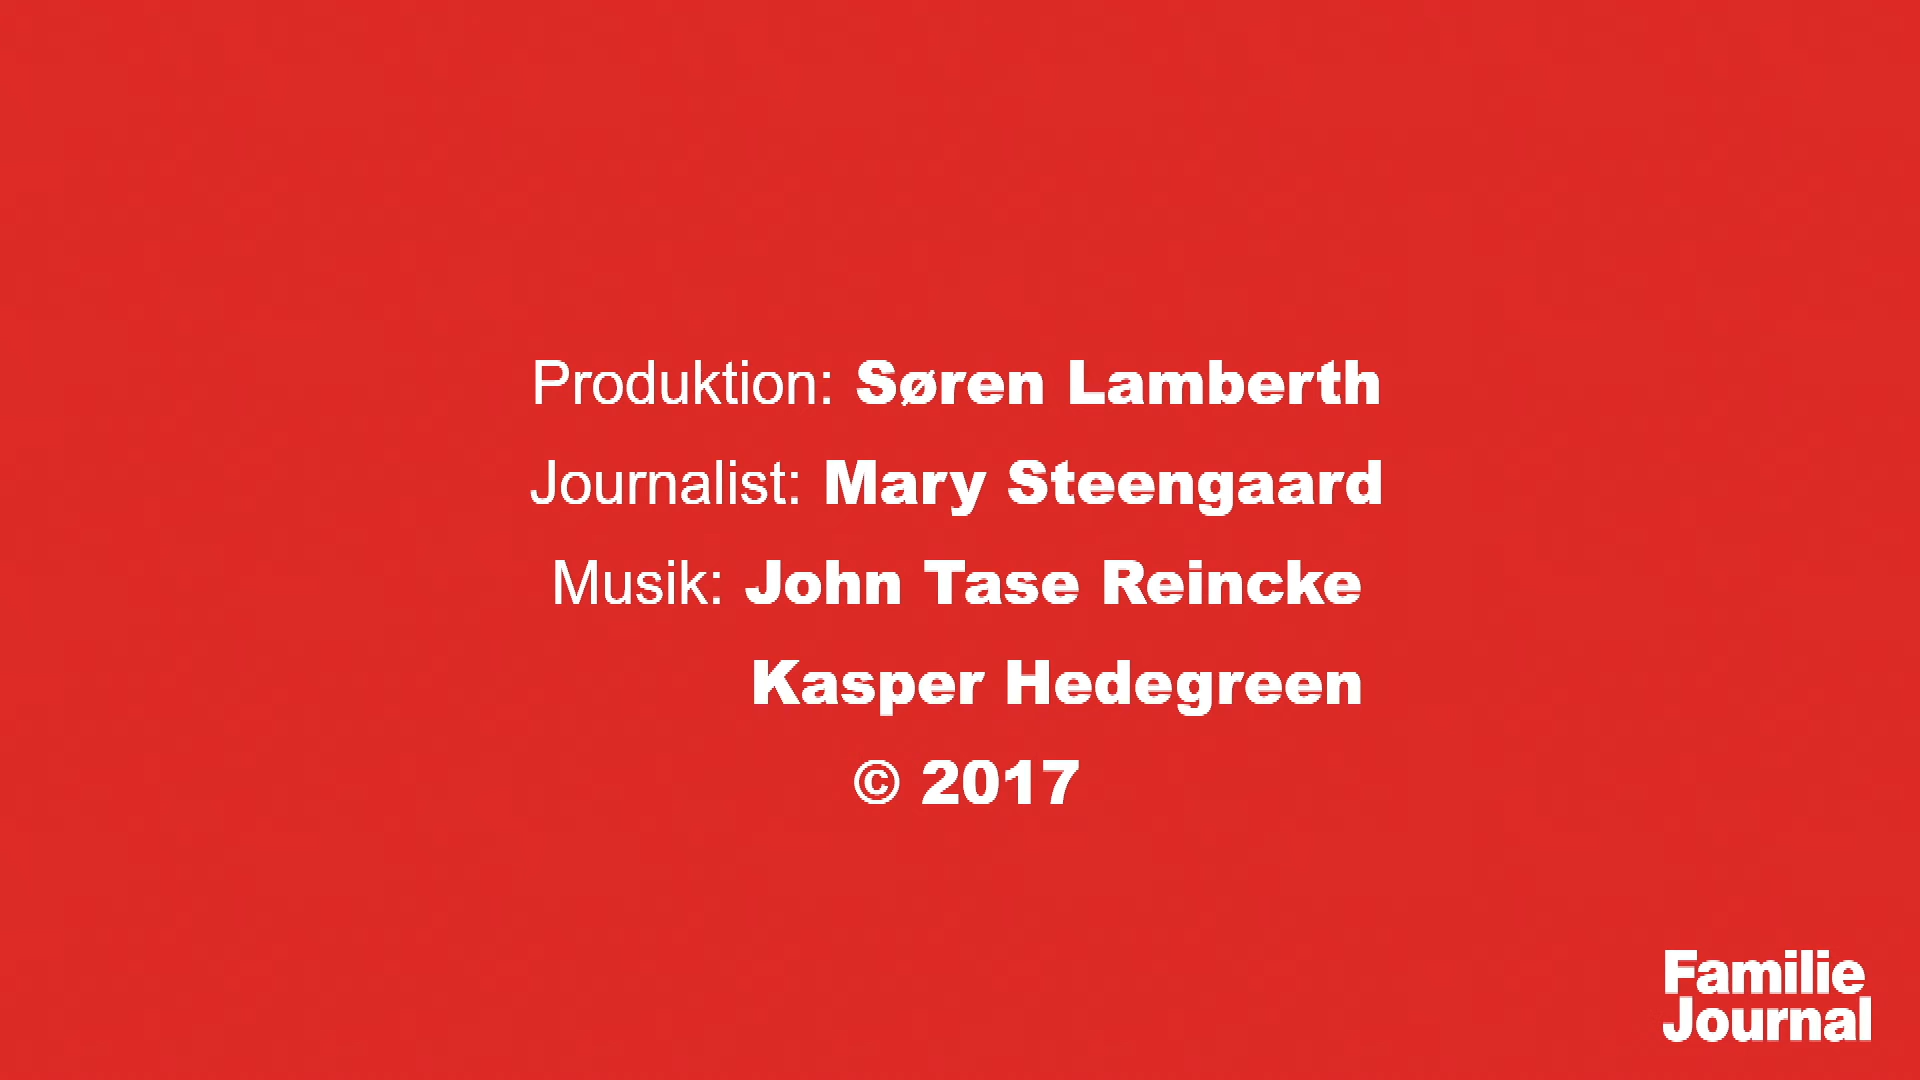 Produktion: Søren Lamberth
Journalist: Mary Steengaard
Musik: John Tase Reincke
Kasper Hedegreen
© 2017
Familie
Journal